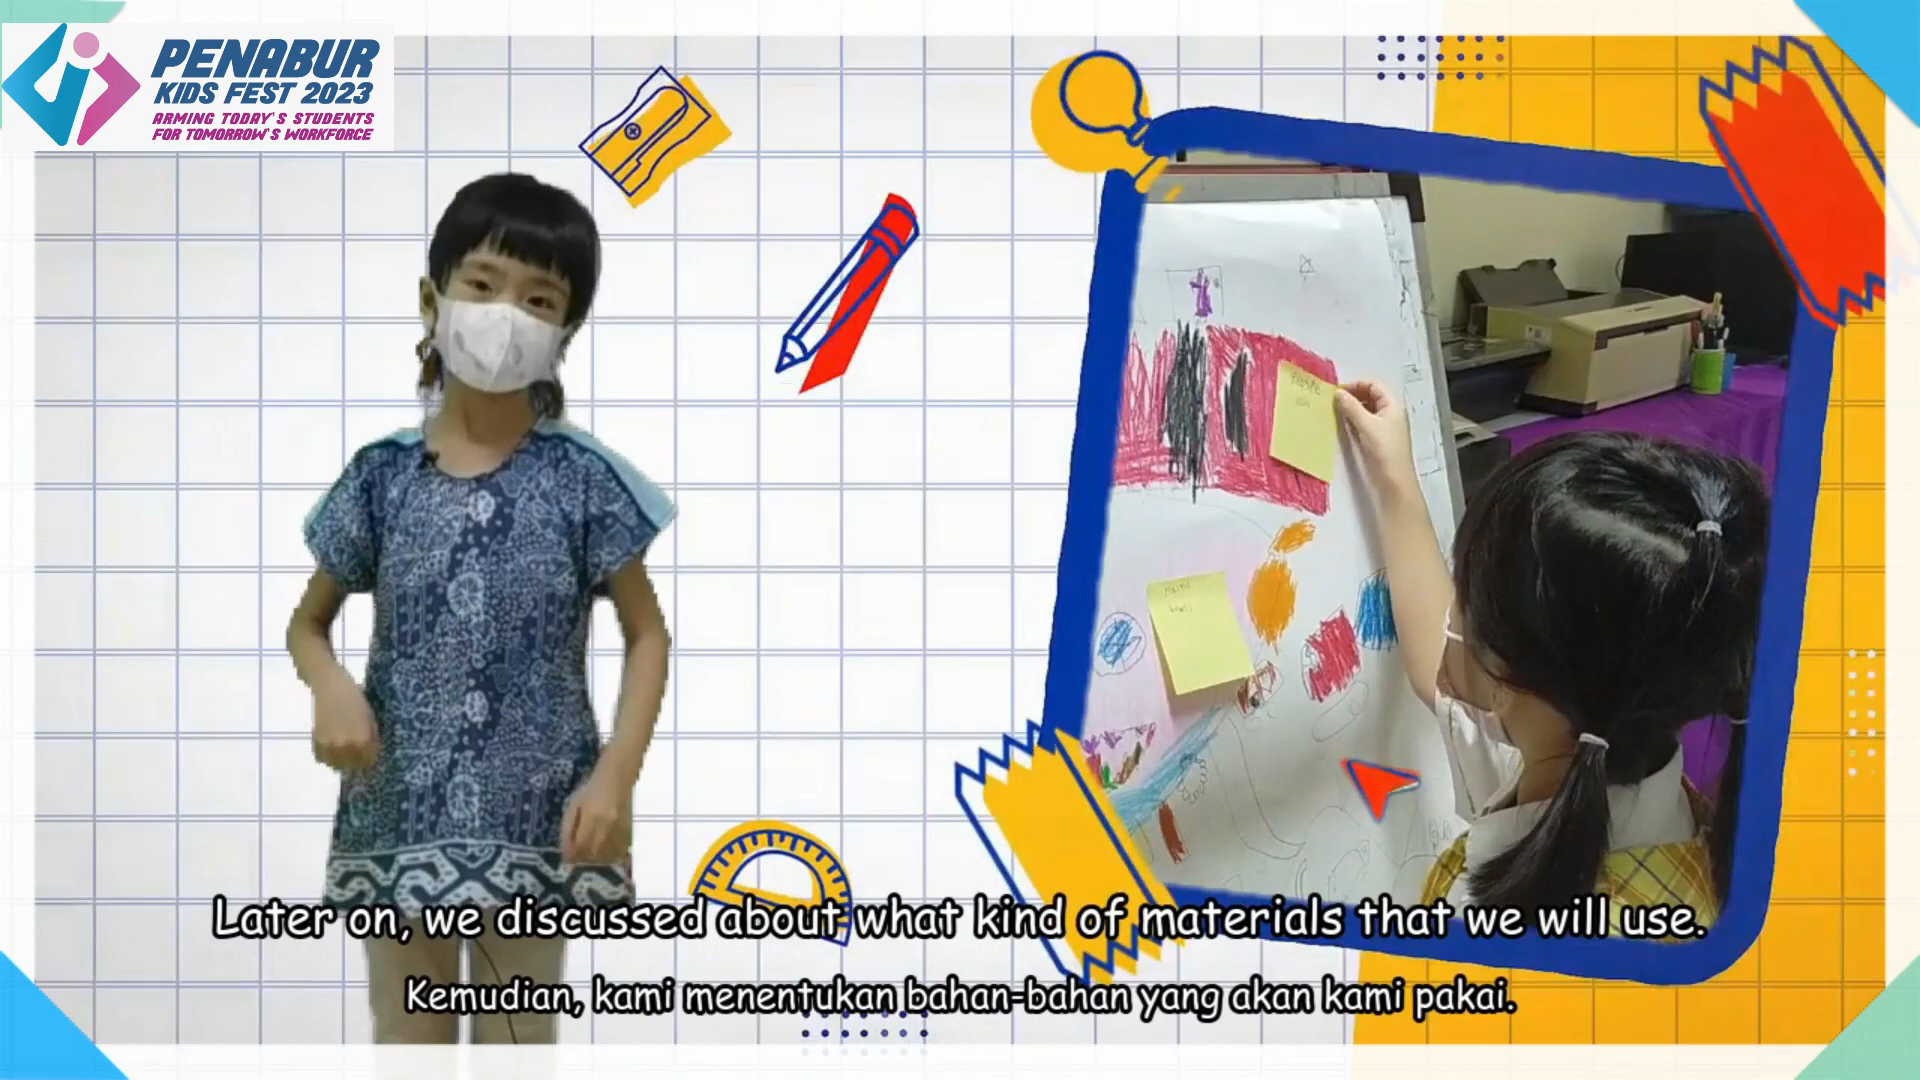 PENABUR
KIDS FEST 2023
ARMING TODAY'S STUDENTS
FOR TOMORROW'S WORKFORCE
Plastic
Later on, we discussed about what kind of materials that we will use.
Kemudian, kami menentukan bahan-bahan yang akan kami pakai.